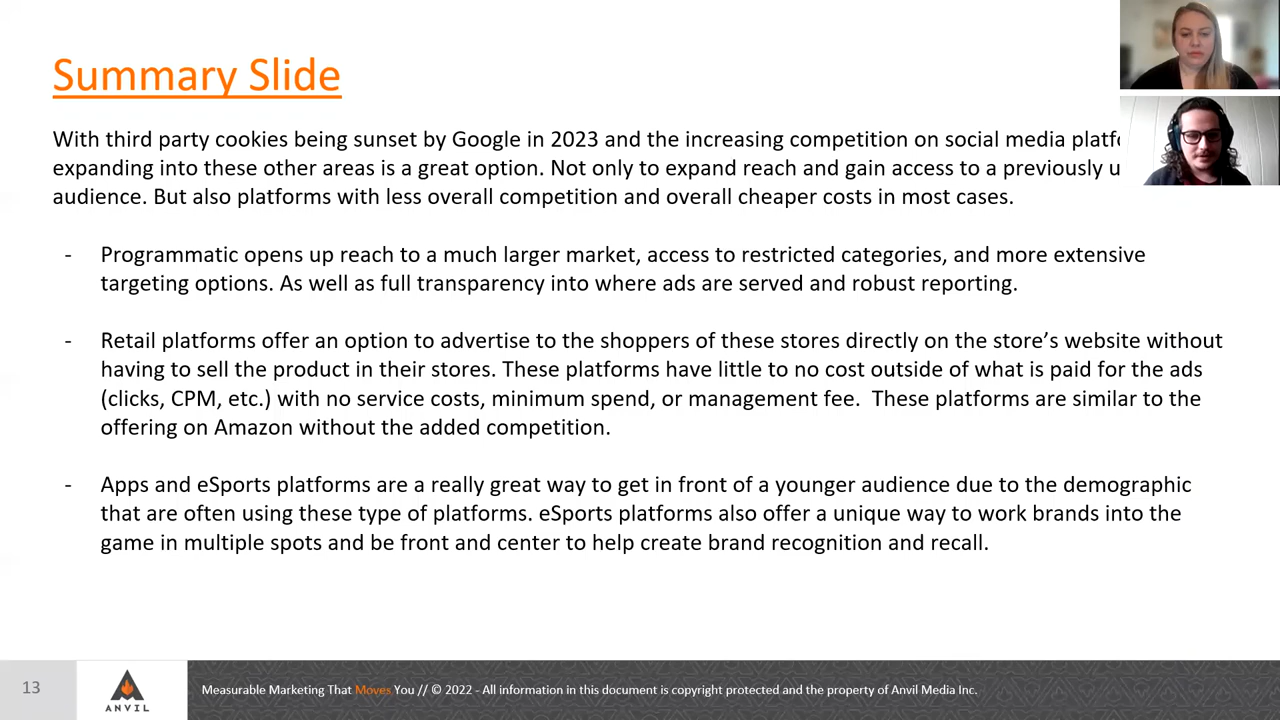 Summary Slide
With third party cookies being sunset by Google in 2023 and the increasing competition on social media
expanding into these other areas is a great option. Not only to expand reach and gain access to a previously
audience. But also platforms with less overall competition and overall cheaper costs in most cases.
- Programmatic opens up reach to a much larger market, access to restricted categories, and more extensive
targeting options. As well as full transparency into where ads are served and robust reporting.
- Retail platforms offer an option to advertise to the shoppers of these stores directly on the store’s website without
having to sell the product in their stores. These platforms have little to no cost outside of what is paid for the ads
(clicks, CPM, etc.) with no service costs, minimum spend, or management fee. These platforms are similar to the
offering on Amazon without the added competition.
- Apps and eSports platforms are a really great way to get in front of a younger audience due to the demographic
that are often using these type of platforms. eSports platforms also offer a unique way to work brands into the
game in multiple spots and be front and center to help create brand recognition and recall.
13
ANVIL
Measurable Marketing That Moves You // © 2022 - All information in this document is copyright protected and the property of Anvil Media Inc.